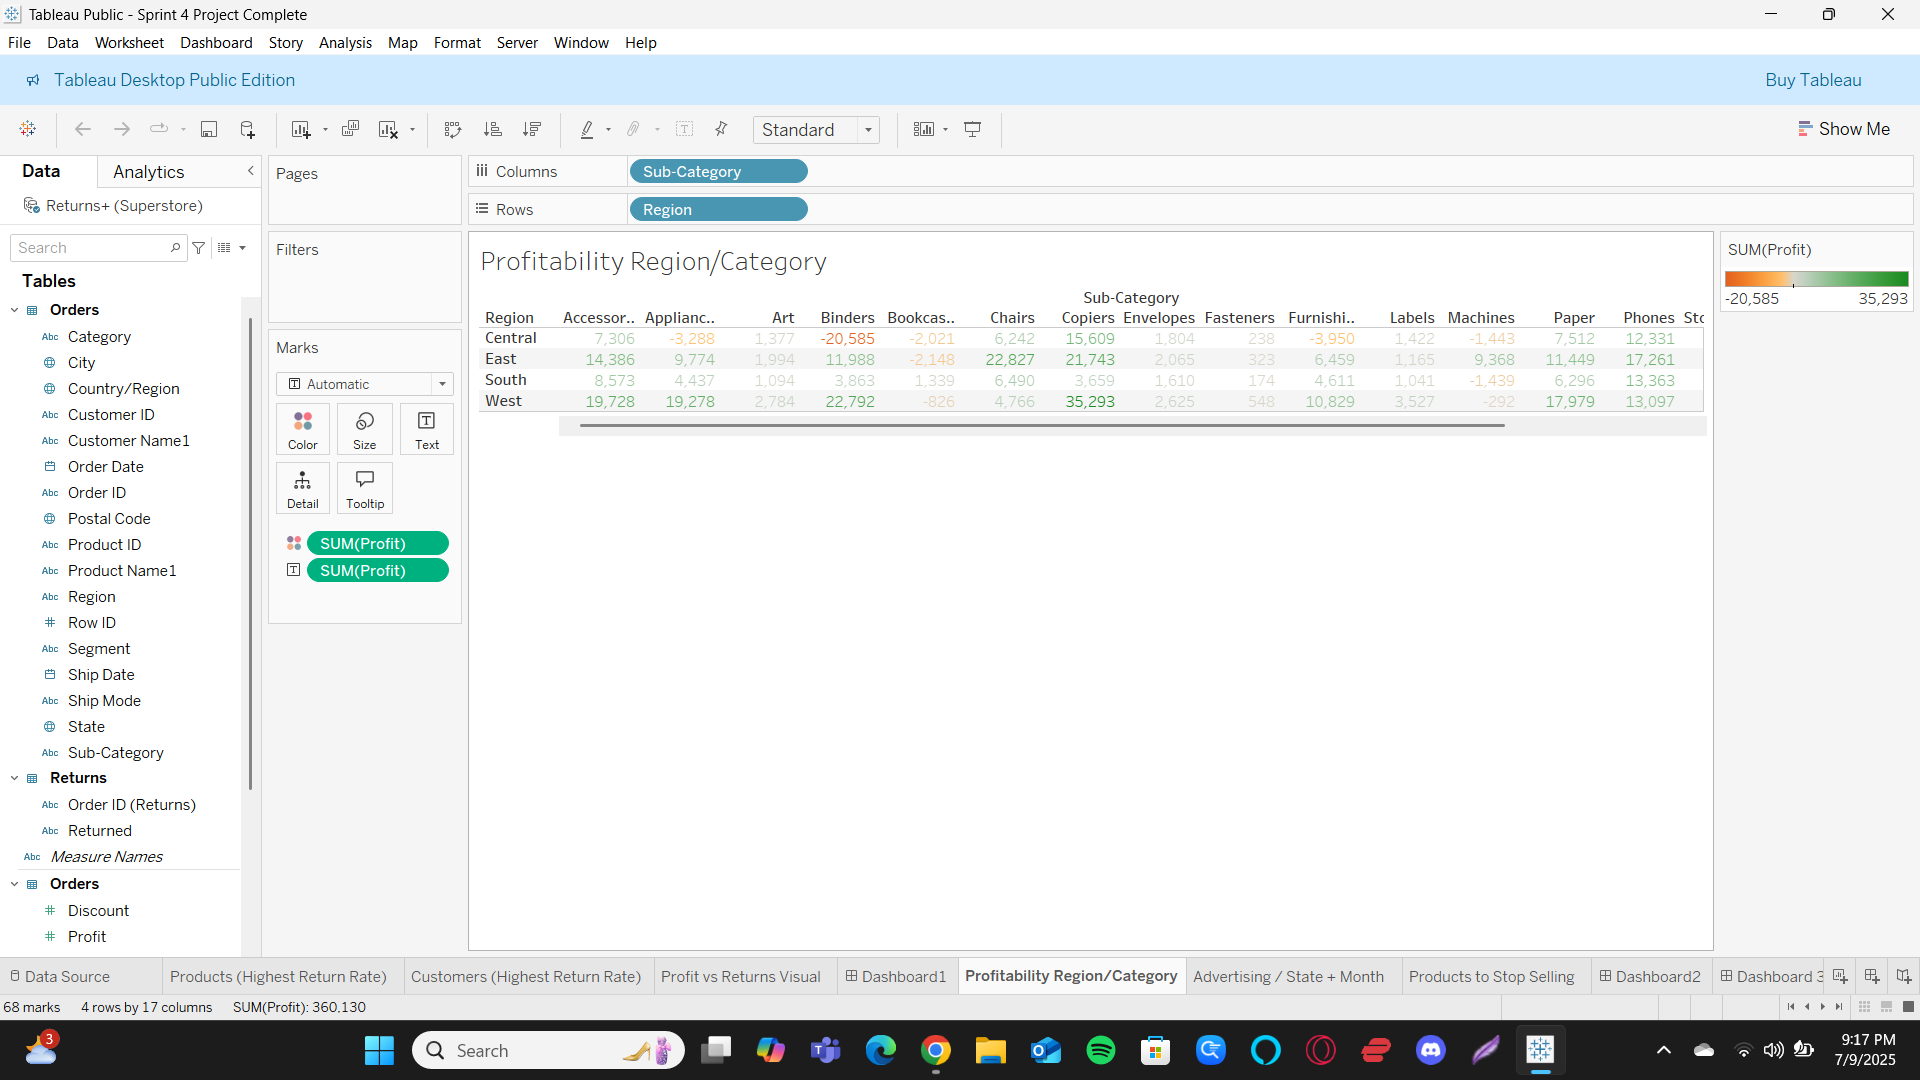 Tableau Public - Sprint 4 Project Complete
File Data Worksheet Dashboard Story Analysis Map Format Server Window Help
Tableau Desktop Public Edition Buy Tableau
Standard Show Me
Data Analytics
Returns+ (Superstore)
Search
Tables
Orders
Abc Category
City
Country/Region
Abc Customer ID
Abc Customer Name1
Order Date
Abc Order ID
Postal Code
Abc Product ID
Abc Product Name1
Abc Region
# Row ID
Abc Segment
Ship Date
Abc Ship Mode
State
Abc Sub-Category
Returns
Abc Order ID (Returns)
Abc Returned
Abc Measure Names
Orders
# Discount
# Profit
Pages
Filters
Marks
Automatic
Color Size Text
Detail Tooltip
SUM(Profit)
SUM(Profit)
Columns Sub-Category
Rows Region
Profitability Region/Category
Sub-Category
Region Accessor.. Applianc.. Art Binders Bookcas.. Chairs Copiers Envelopes Fasteners Furnishi.. Labels Machines Paper Phones Sto
Central 7,306 -3,288 1,377 -20,585 -2,021 6,242 15,609 1,804 238 -3,950 1,422 -1,443 7,512 12,331
East 14,386 9,774 1,994 11,988 -2,148 22,827 21,743 2,065 323 6,459 1,165 9,368 11,449 17,261
South 8,573 4,437 1,094 3,863 1,339 6,490 3,659 1,610 174 4,611 1,041 -1,439 6,296 13,363
West 19,728 19,278 2,784 22,792 -826 4,766 35,293 2,625 548 10,829 3,527 -292 17,979 13,097
SUM(Profit)
-20,585 35,293
Data Source Products (Highest Return Rate) Customers (Highest Return Rate) Profit vs Returns Visual Dashboard1 Profitability Region/Category Advertising / State + Month Products to Stop Selling Dashboard2 Dashboard 3
68 marks 4 rows by 17 columns SUM(Profit): 360,130
3
Search
9:17 PM
7/9/2025